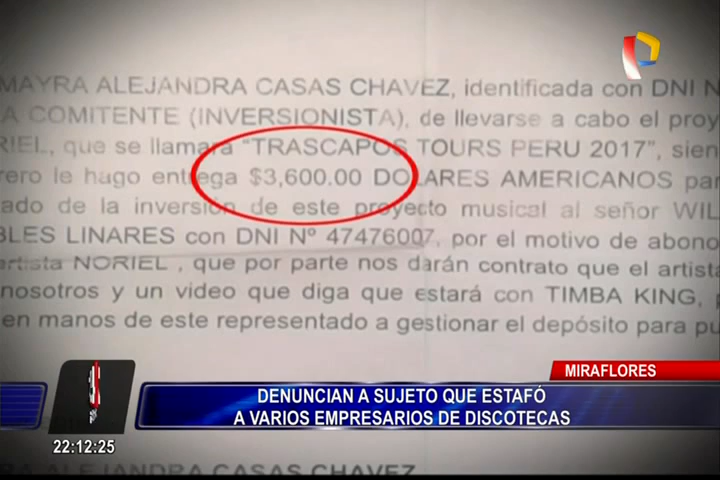 MAYRA ALEJANDRA CASAS CHAVEZ, identificada con DNI N
A COMITENTE (INVERSIONISTA), de llevarse a cabo el proy
RIEL, que se llamara "TRASCAPOS TOURS PERU 2017", sien
rero le hago entrega $3,600.00 DOLARES AMERICANOS par
ado de la inversión de este proyecto musical al señor WIL
BLES LINARES con DNI Nº 47476007, por el motivo de abono
artista NORIEL , que por parte nos darán contrato que el artista
nosotros y un video que diga que estará con TIMBA KING,
en manos de este representado a gestionar el depósito para pu
MIRAFLORES
DENUNCIAN A SUJETO QUE ESTAFÓ
A VARIOS EMPRESARIOS DE DISCOTECAS
22:12:25
RA ALEJANDRA CASAS CHAVEZ